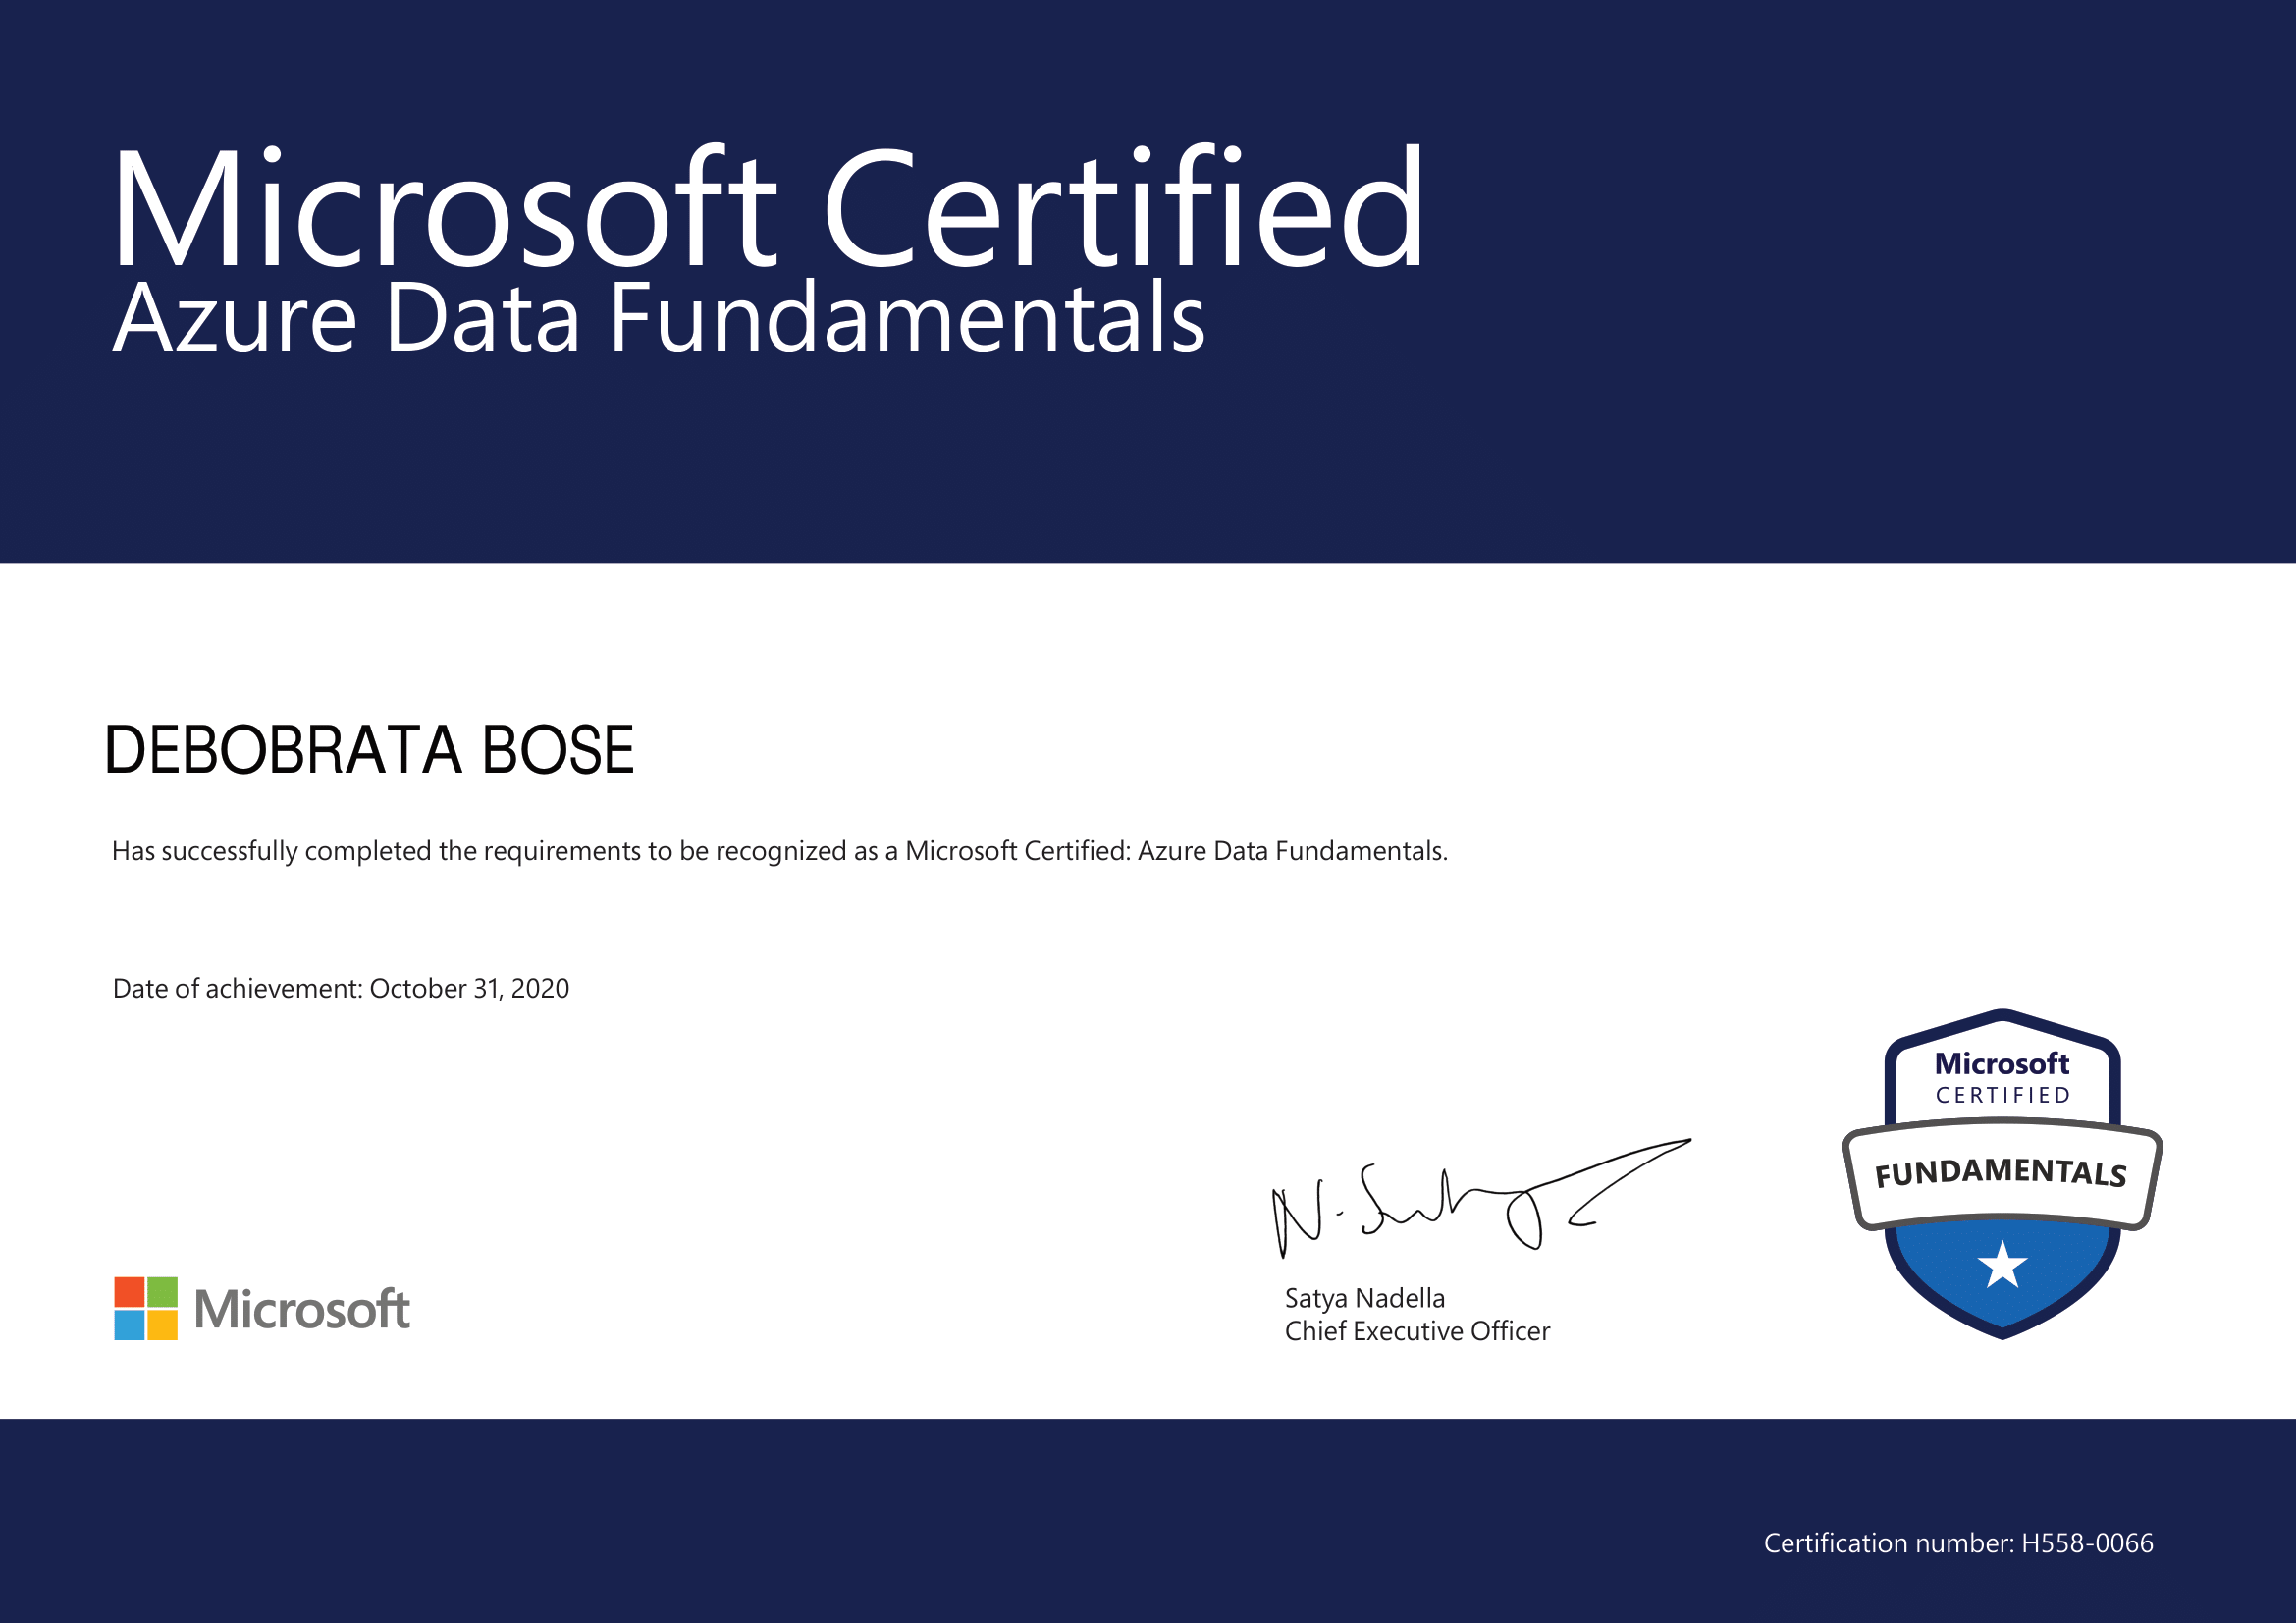 Microsoft Certified
Azure Data Fundamentals
DEBOBRATA BOSE
Has successfully completed the requirements to be recognized as a Microsoft Certified: Azure Data Fundamentals.
Date of achievement: October 31, 2020
Microsoft
CERTIFIED
FUNDAMENTALS
Microsoft
Satya Nadella
Chief Executive Officer
Certification number: H558-0066